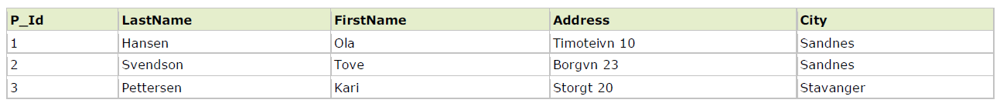 P_Id LastName FirstName Address City
1 Hansen Ola Timoteivn 10 Sandnes
2 Svendson Tove Borgvn 23 Sandnes
3 Pettersen Kari Storgt 20 Stavanger